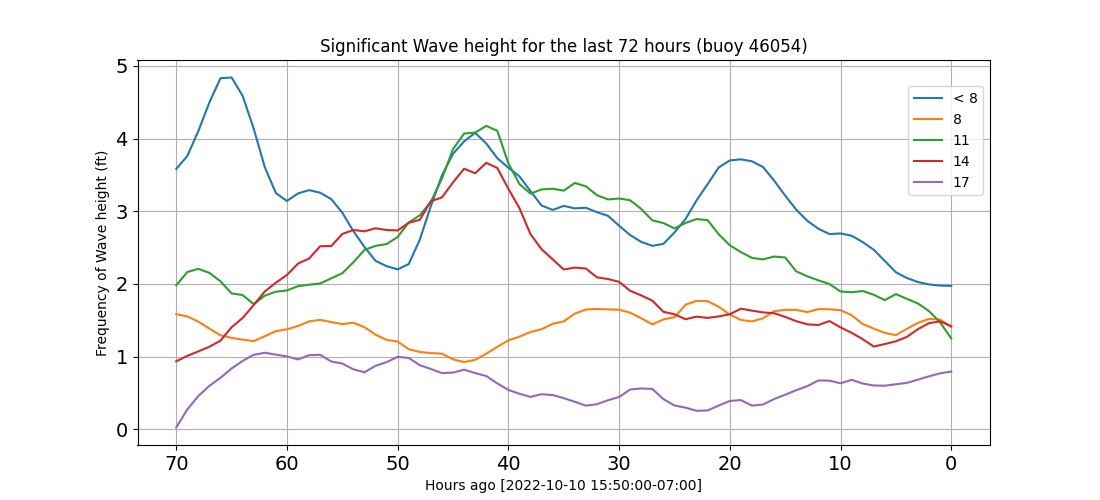 Significant Wave height for the last 72 hours (buoy 46054)
Frequency of Wave height (ft)
5
4
3
2
1
0
< 8
8
11
14
17
70 60 50 40 30 20 10 0
Hours ago [2022-10-10 15:50:00-07:00]